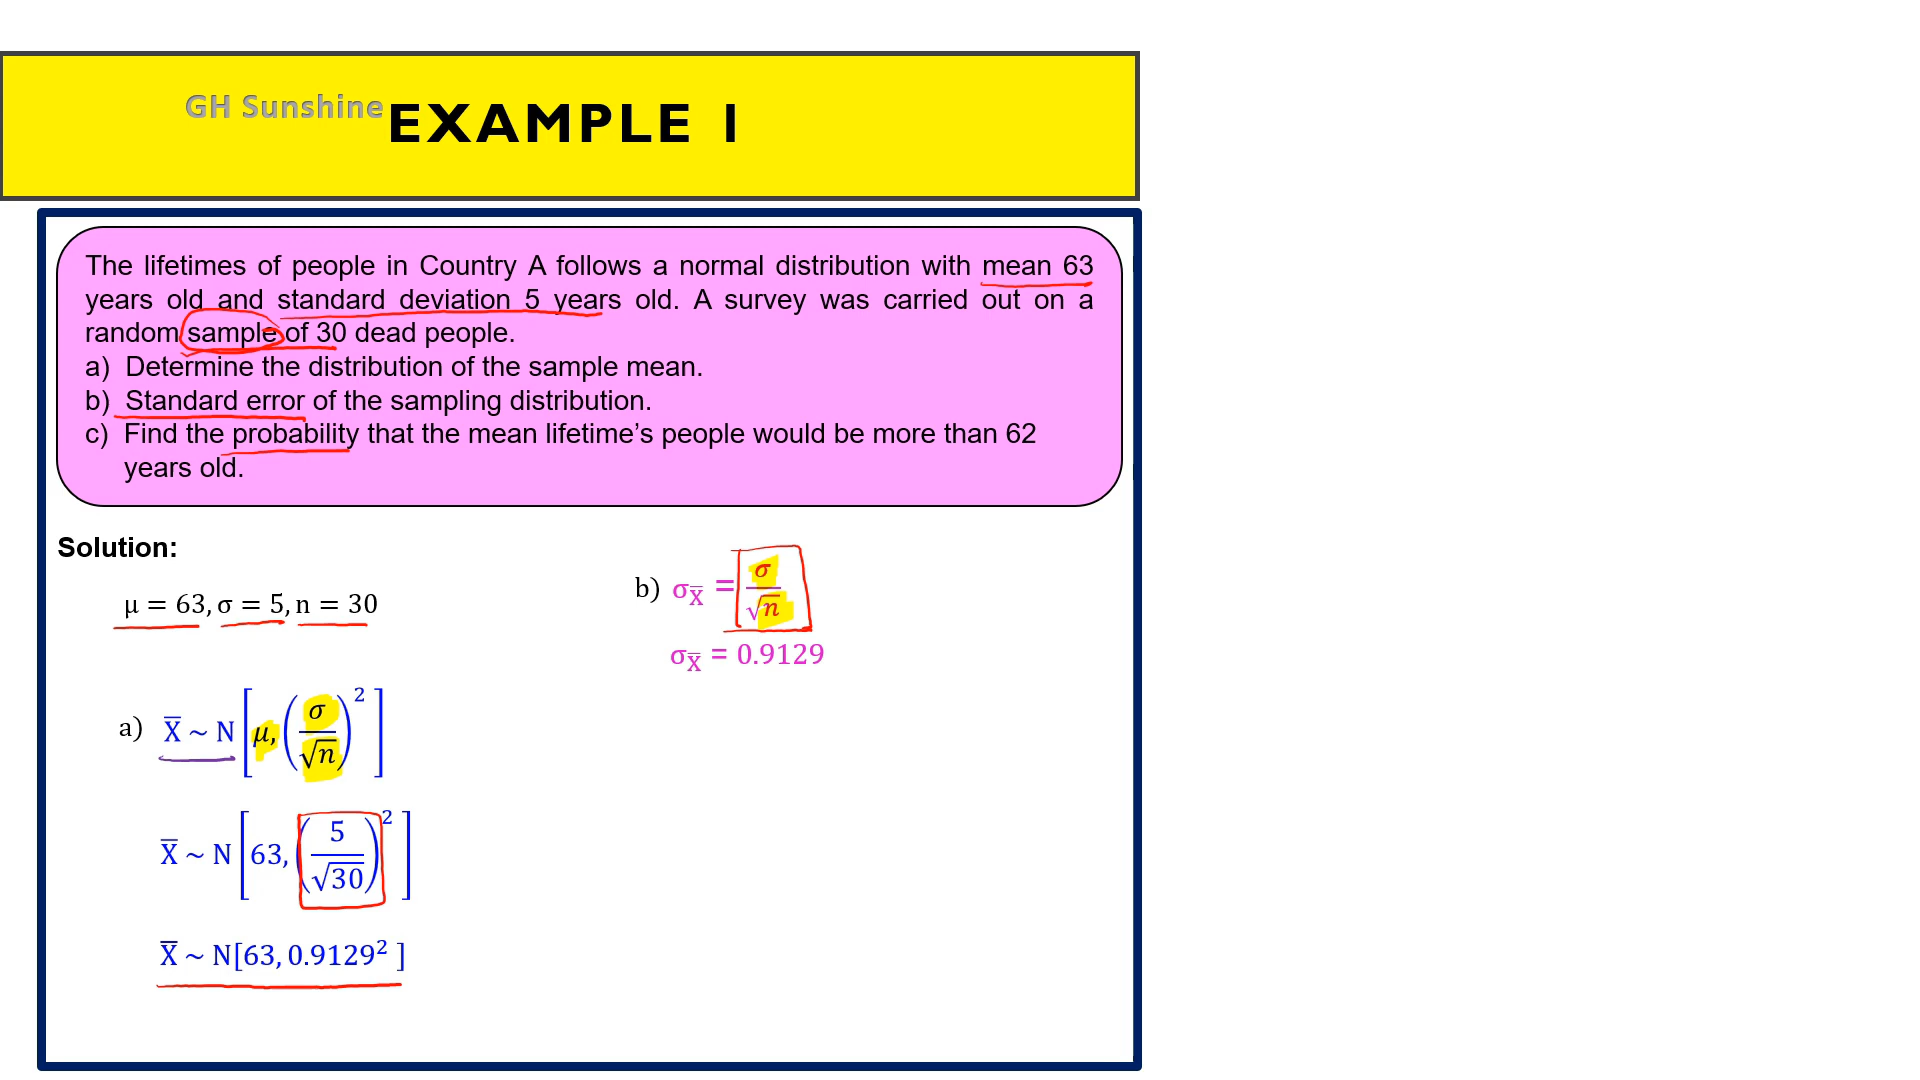 GH Sunshine
EXAMPLE 1
The lifetimes of people in Country A follows a normal distribution with mean 63
years old and standard deviation 5 years old. A survey was carried out on a
random sample of 30 dead people.
a) Determine the distribution of the sample mean.
b) Standard error of the sampling distribution.
c) Find the probability that the mean lifetime’s people would be more than 62
years old.
Solution:
μ = 63, σ = 5, n = 30
a) X̅ ~ N[μ, (σ/√n)²]
X̅ ~ N[63, (5/√30)²]
X̅ ~ N[63, 0.9129² ]
b) σx̅ = σ/√n
σx̅ = 0.9129